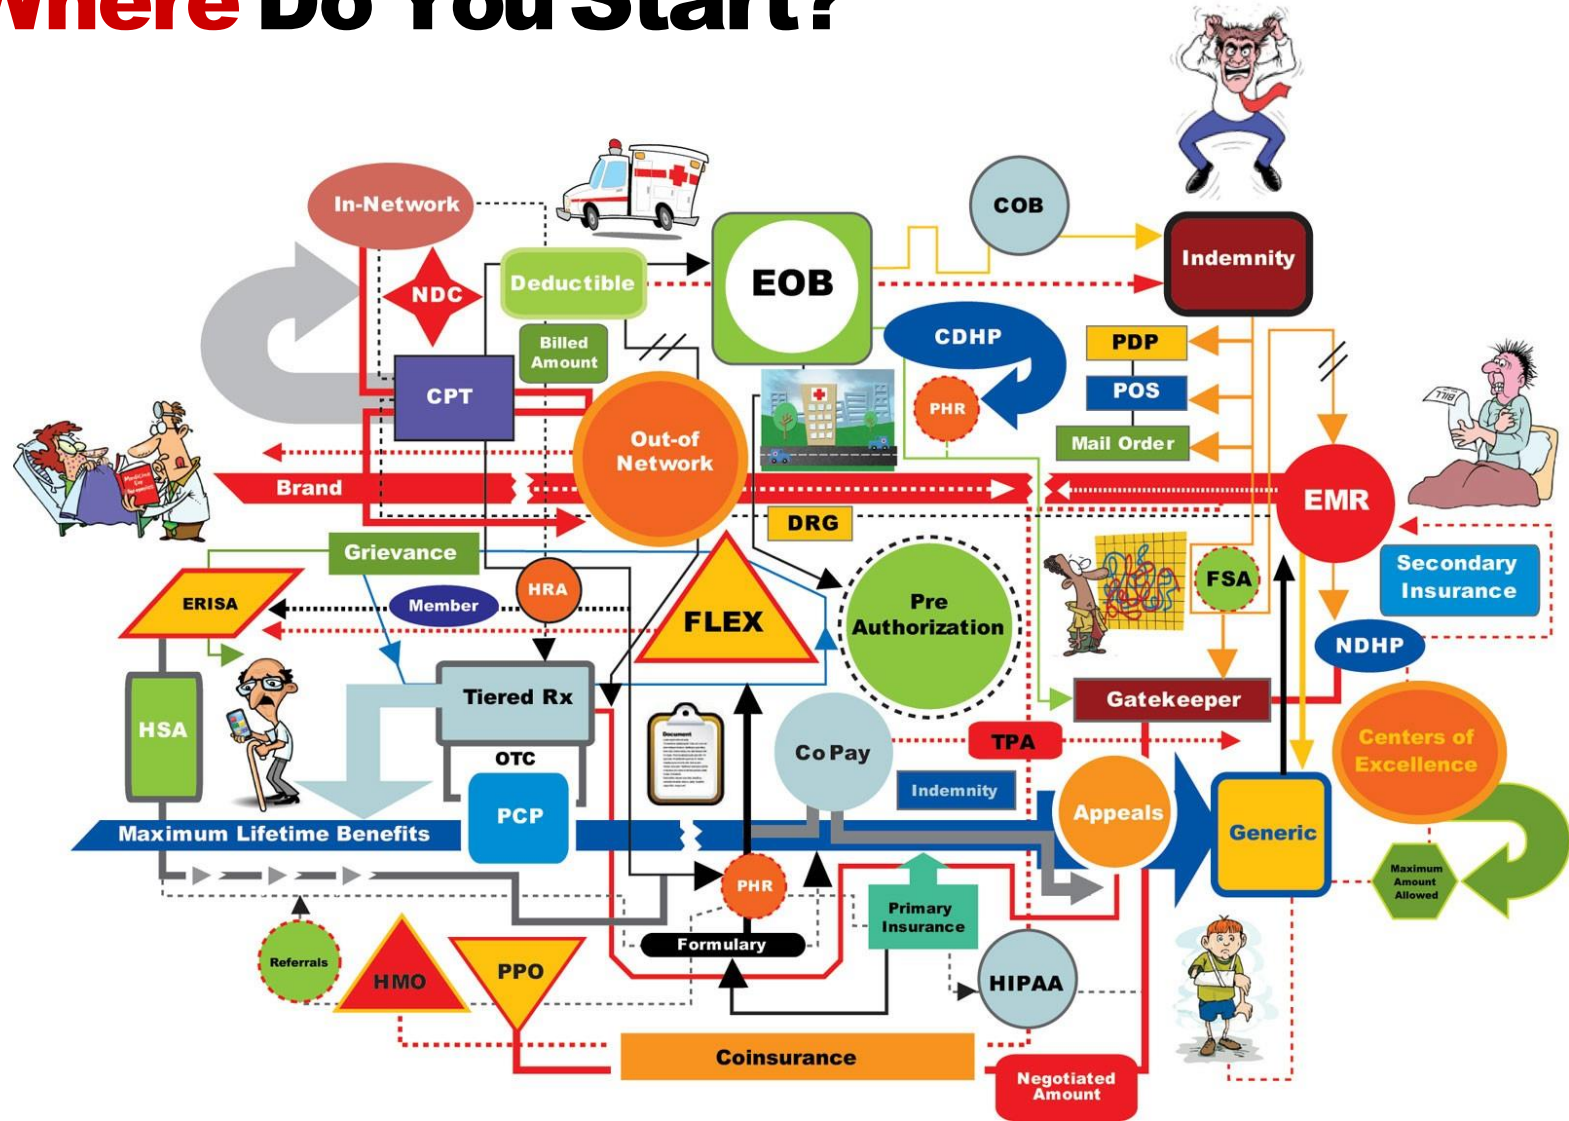 Where Do You Start?
COB
In-Network
Indemnity
Deductible
EOB
NDC
CDHP
PDP
Billed
Amount
CPT
PHR
POS
Out-of
Network
Mail Order
BILL
Brand
EMR
DRG
Grievance
Secondary
Insurance
FSA
HRA
ERISA
Member
FLEX
Pre
Authorization
NDHP
Tiered Rx
Gatekeeper
HSA
Document
TPA
Centers of
Excellence
Co Pay
OTC
Indemnity
PCP
Appeals
Maximum Lifetime Benefits
Generic
PHR
Maximum
Amount
Allowed
Primary
Insurance
Formulary
Referrals
HMO
PPO
HIPAA
Coinsurance
Negotiated
Amount